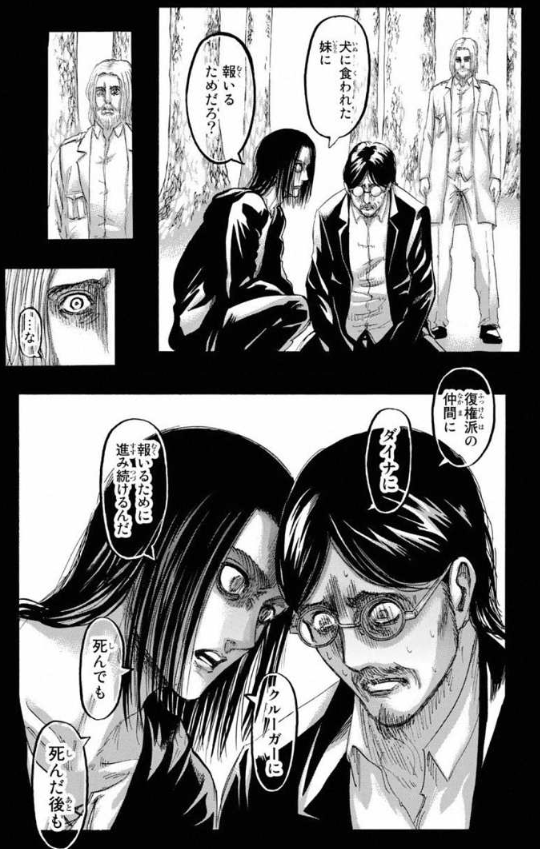 犬に食われた
妹に
報いる
ためだろ？
…な
復権派の
仲間に
ダイナに
クルーガーに
報いるために
進み続けるんだ
死んでも
死んだ後も